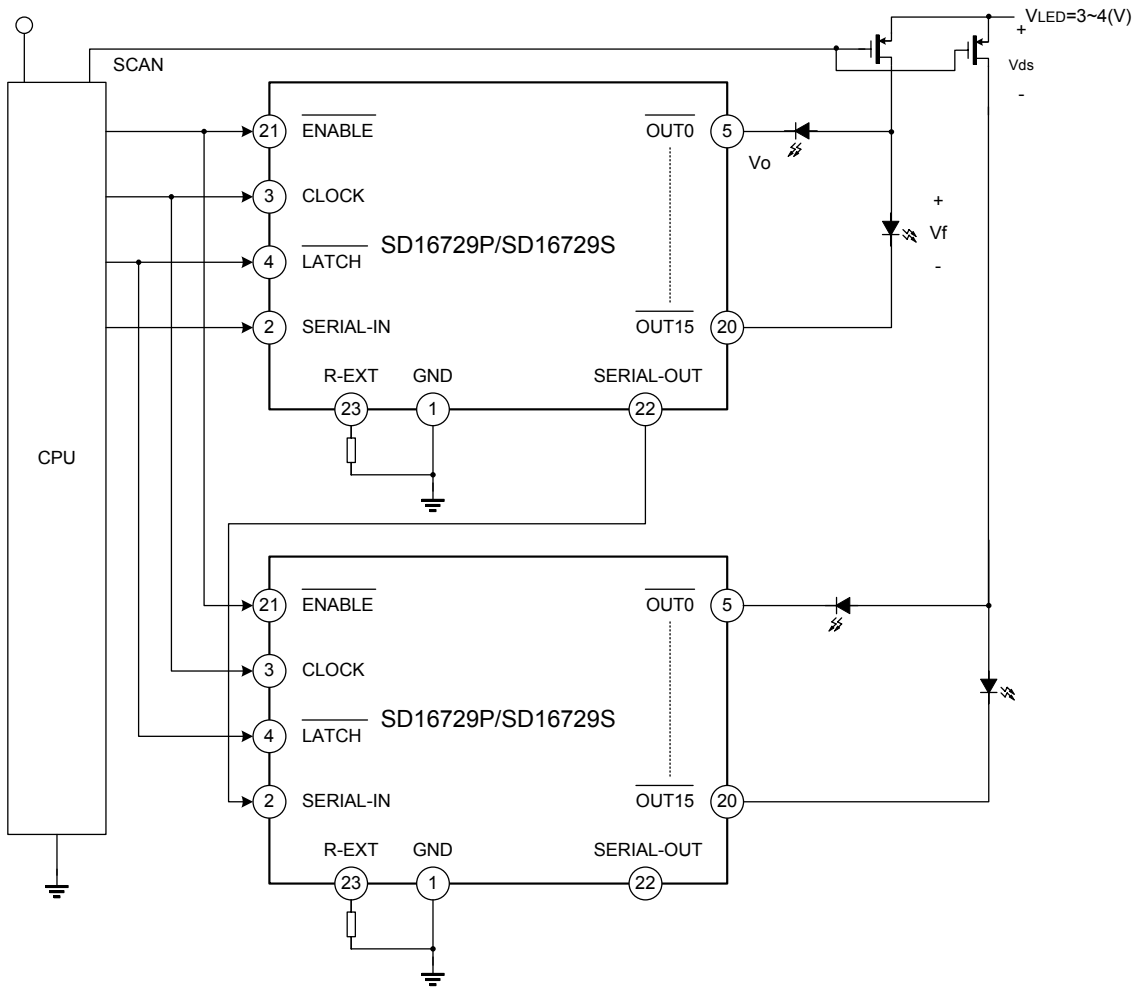 VLED=3~4(V)
+
SCAN
Vds
-
21
ENABLE
OUT0
5
Vo
3
CLOCK
+
SD16729P/SD16729S
Vf
4
LATCH
-
2
SERIAL-IN
OUT15
20
R-EXT
GND
SERIAL-OUT
23
1
22
CPU
21
ENABLE
OUT0
5
3
CLOCK
SD16729P/SD16729S
4
LATCH
2
SERIAL-IN
OUT15
20
R-EXT
GND
SERIAL-OUT
23
1
22